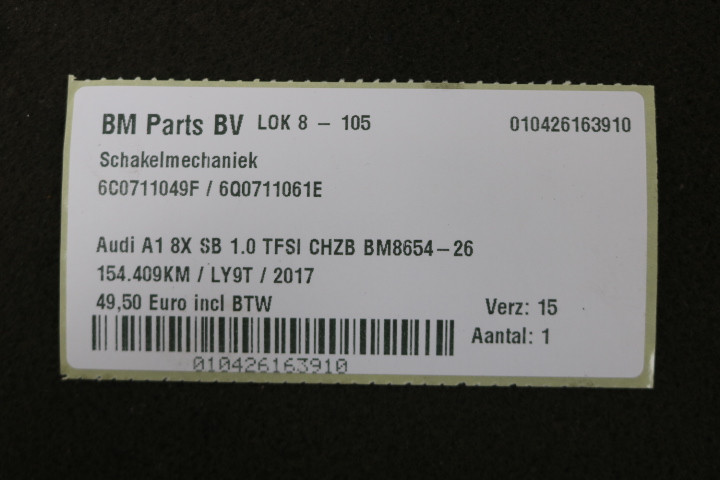 BM Parts BV LOK 8 - 105 010426163910
Schakelmechaniek
6C0711049F / 6Q0711061E
Audi A1 8X SB 1.0 TFSI CHZB BM8654-26
154.409KM / LY9T / 2017
49,50 Euro incl BTW Verz: 15
Aantal: 1
010426163910